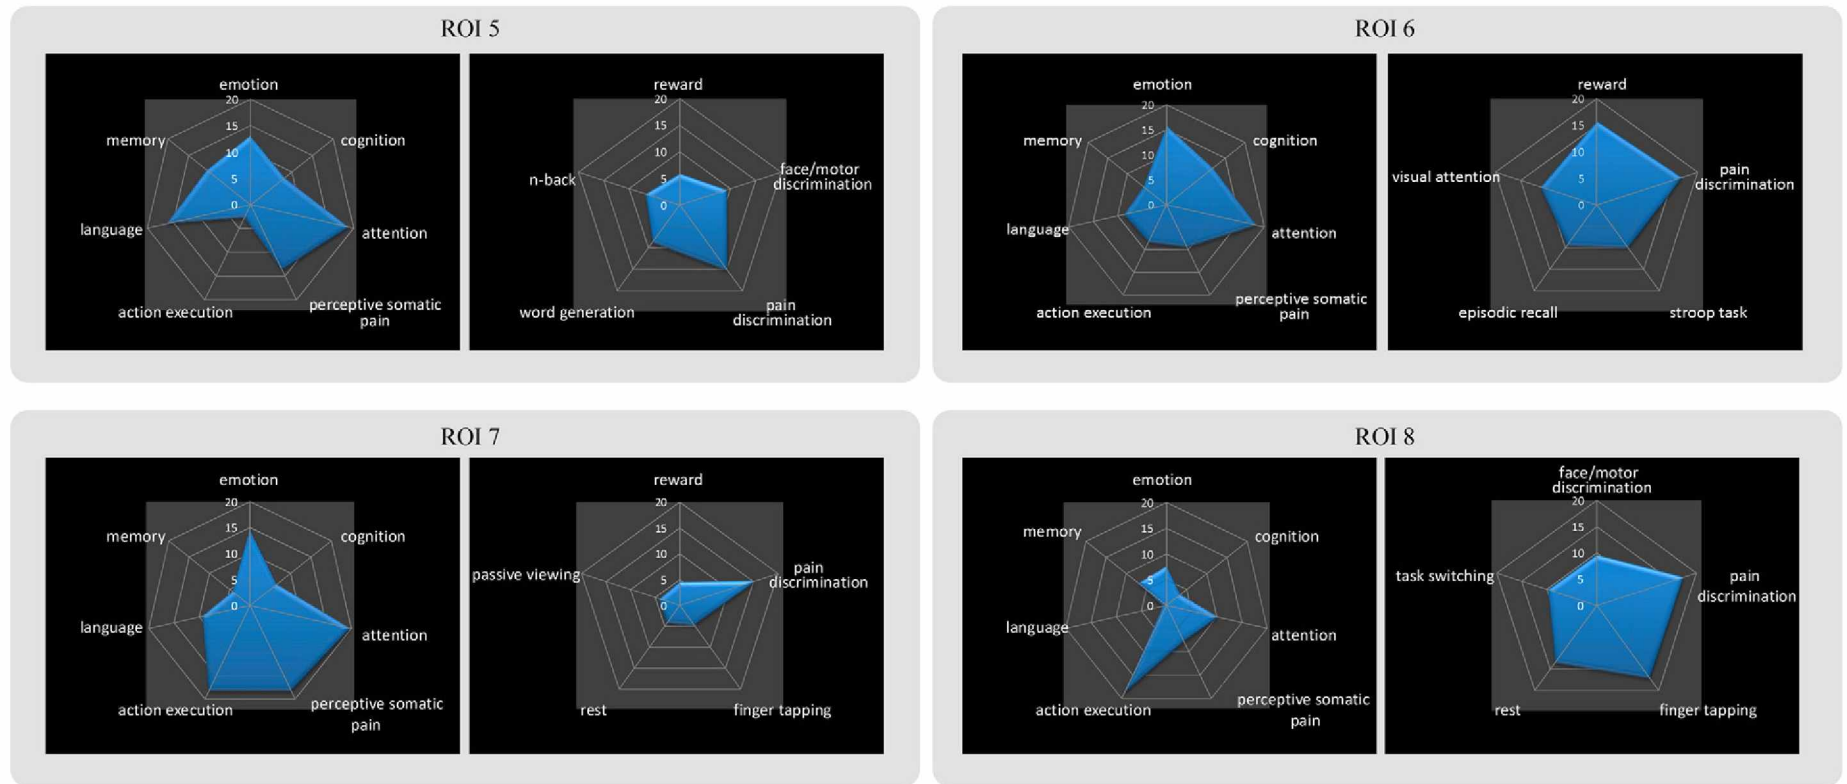 ROI 5
emotion
20
15
10
5
0
memory
cognition
language
attention
action execution
perceptive somatic
pain
reward
20
15
10
5
0
n-back
face/motor
discrimination
word generation
pain
discrimination
ROI 6
emotion
20
15
10
5
0
memory
cognition
language
attention
action execution
perceptive somatic
pain
reward
20
15
10
5
0
visual attention
pain
discrimination
episodic recall
stroop task
ROI 7
emotion
20
15
10
5
0
memory
cognition
language
attention
action execution
perceptive somatic
pain
reward
20
15
10
5
0
passive viewing
pain
discrimination
rest
finger tapping
ROI 8
emotion
20
15
10
5
0
memory
cognition
language
attention
action execution
perceptive somatic
pain
face/motor
discrimination
20
15
10
5
0
task switching
pain
discrimination
rest
finger tapping